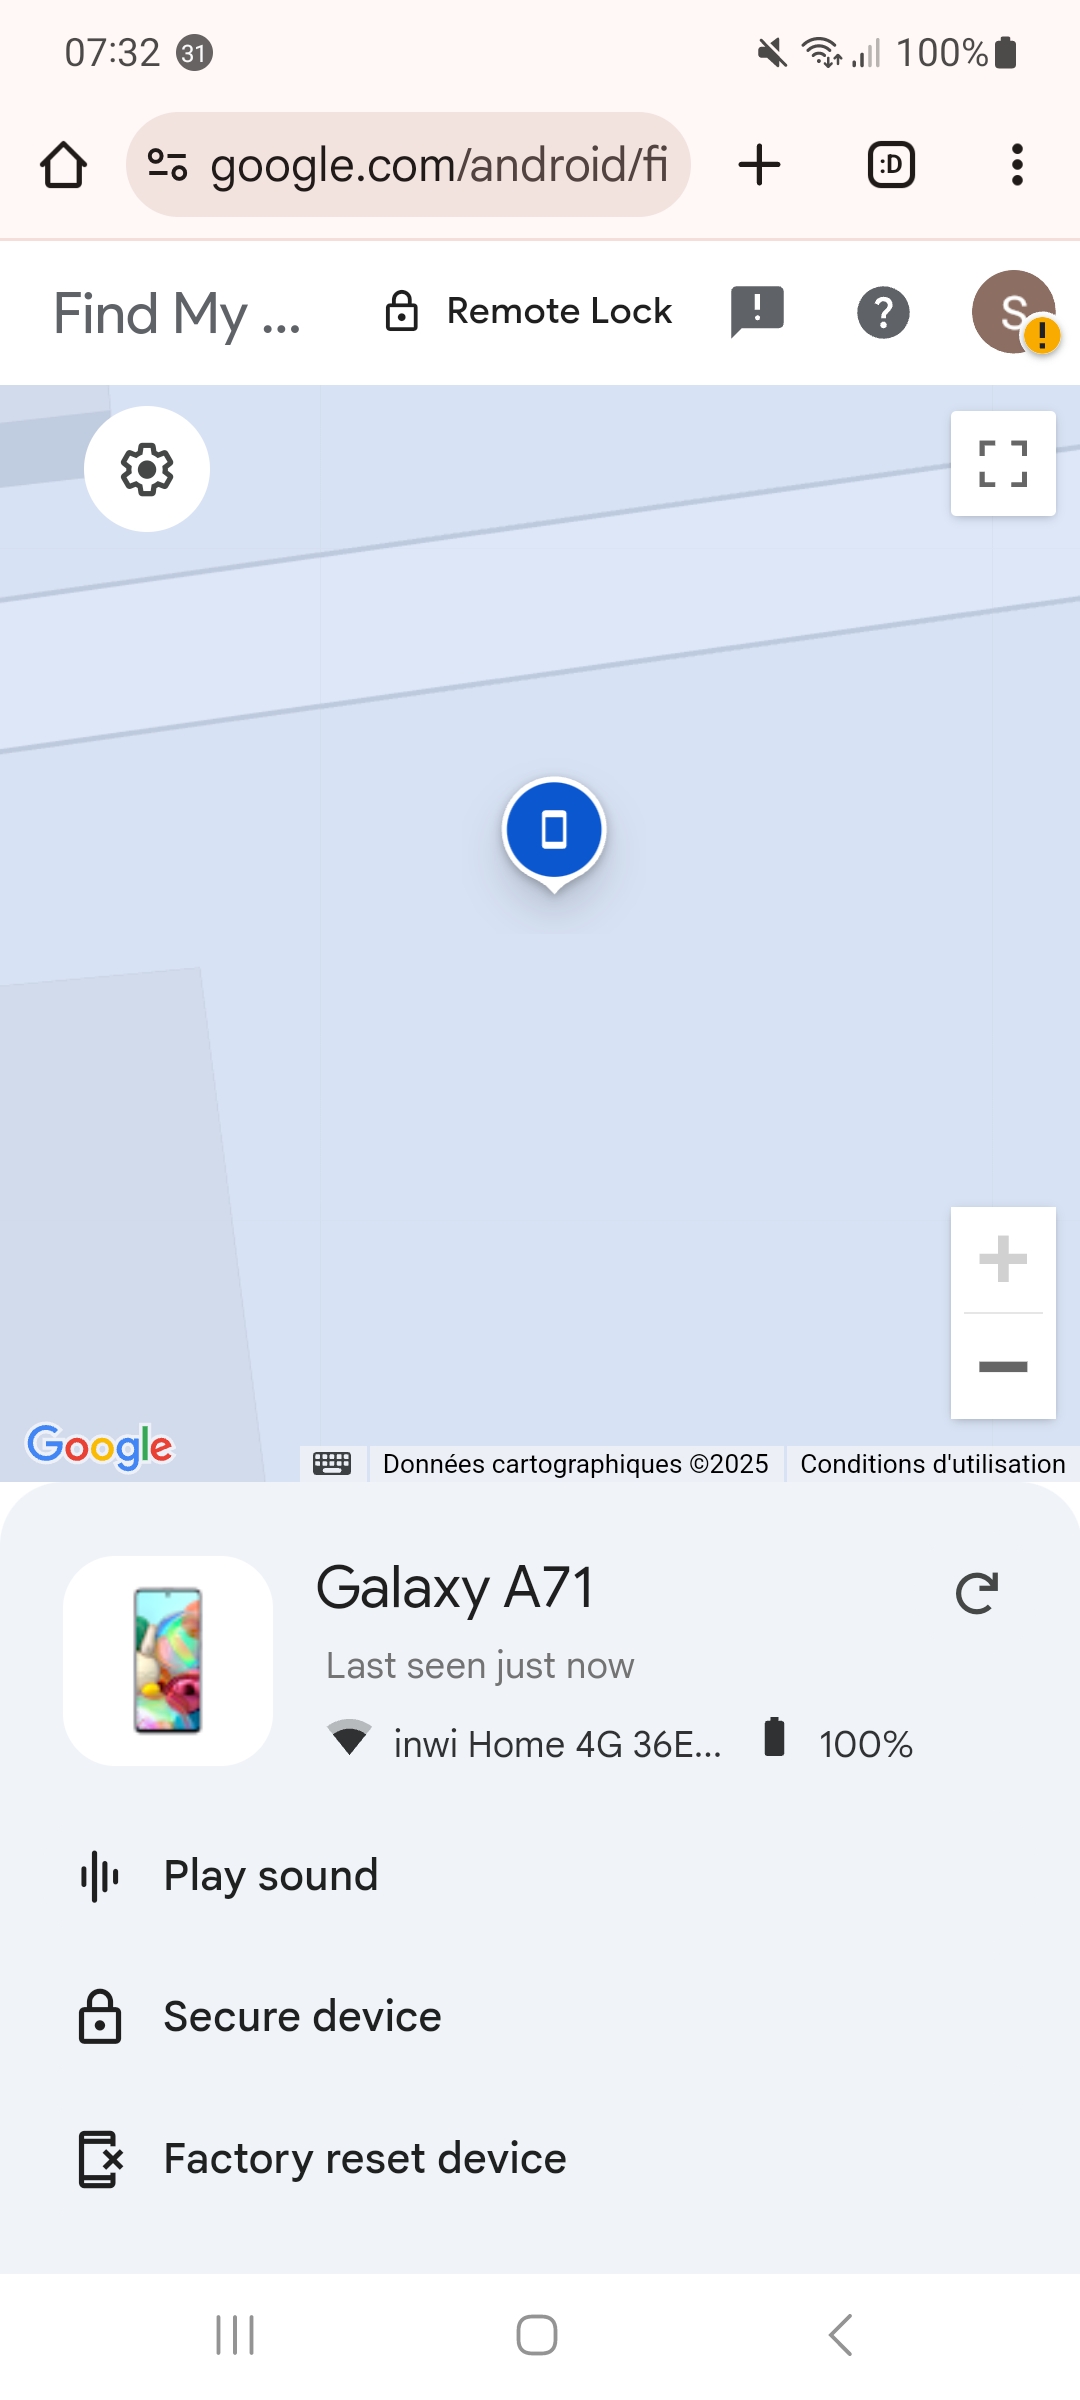 07:32 31 100%
google.com/android/fi :D
Find My ... Remote Lock S
Google
Données cartographiques ©2025 Conditions d'utilisation
Galaxy A71
Last seen just now
inwi Home 4G 36E... 100%
Play sound
Secure device
Factory reset device